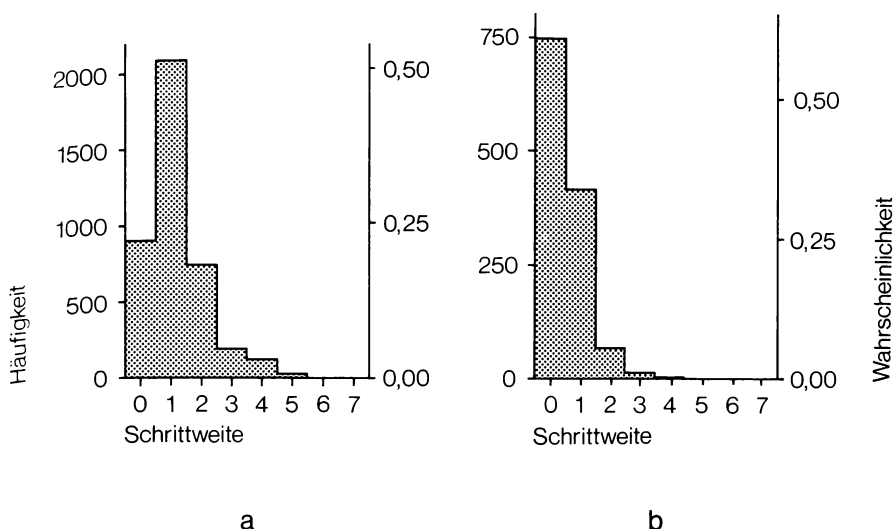 Häufigkeit
2000
1500
1000
500
0
0,50
0,25
0,00
0 1 2 3 4 5 6 7
Schrittweite
a
750
500
250
0
0,50
0,25
0,00
Wahrscheinlichkeit
0 1 2 3 4 5 6 7
Schrittweite
b